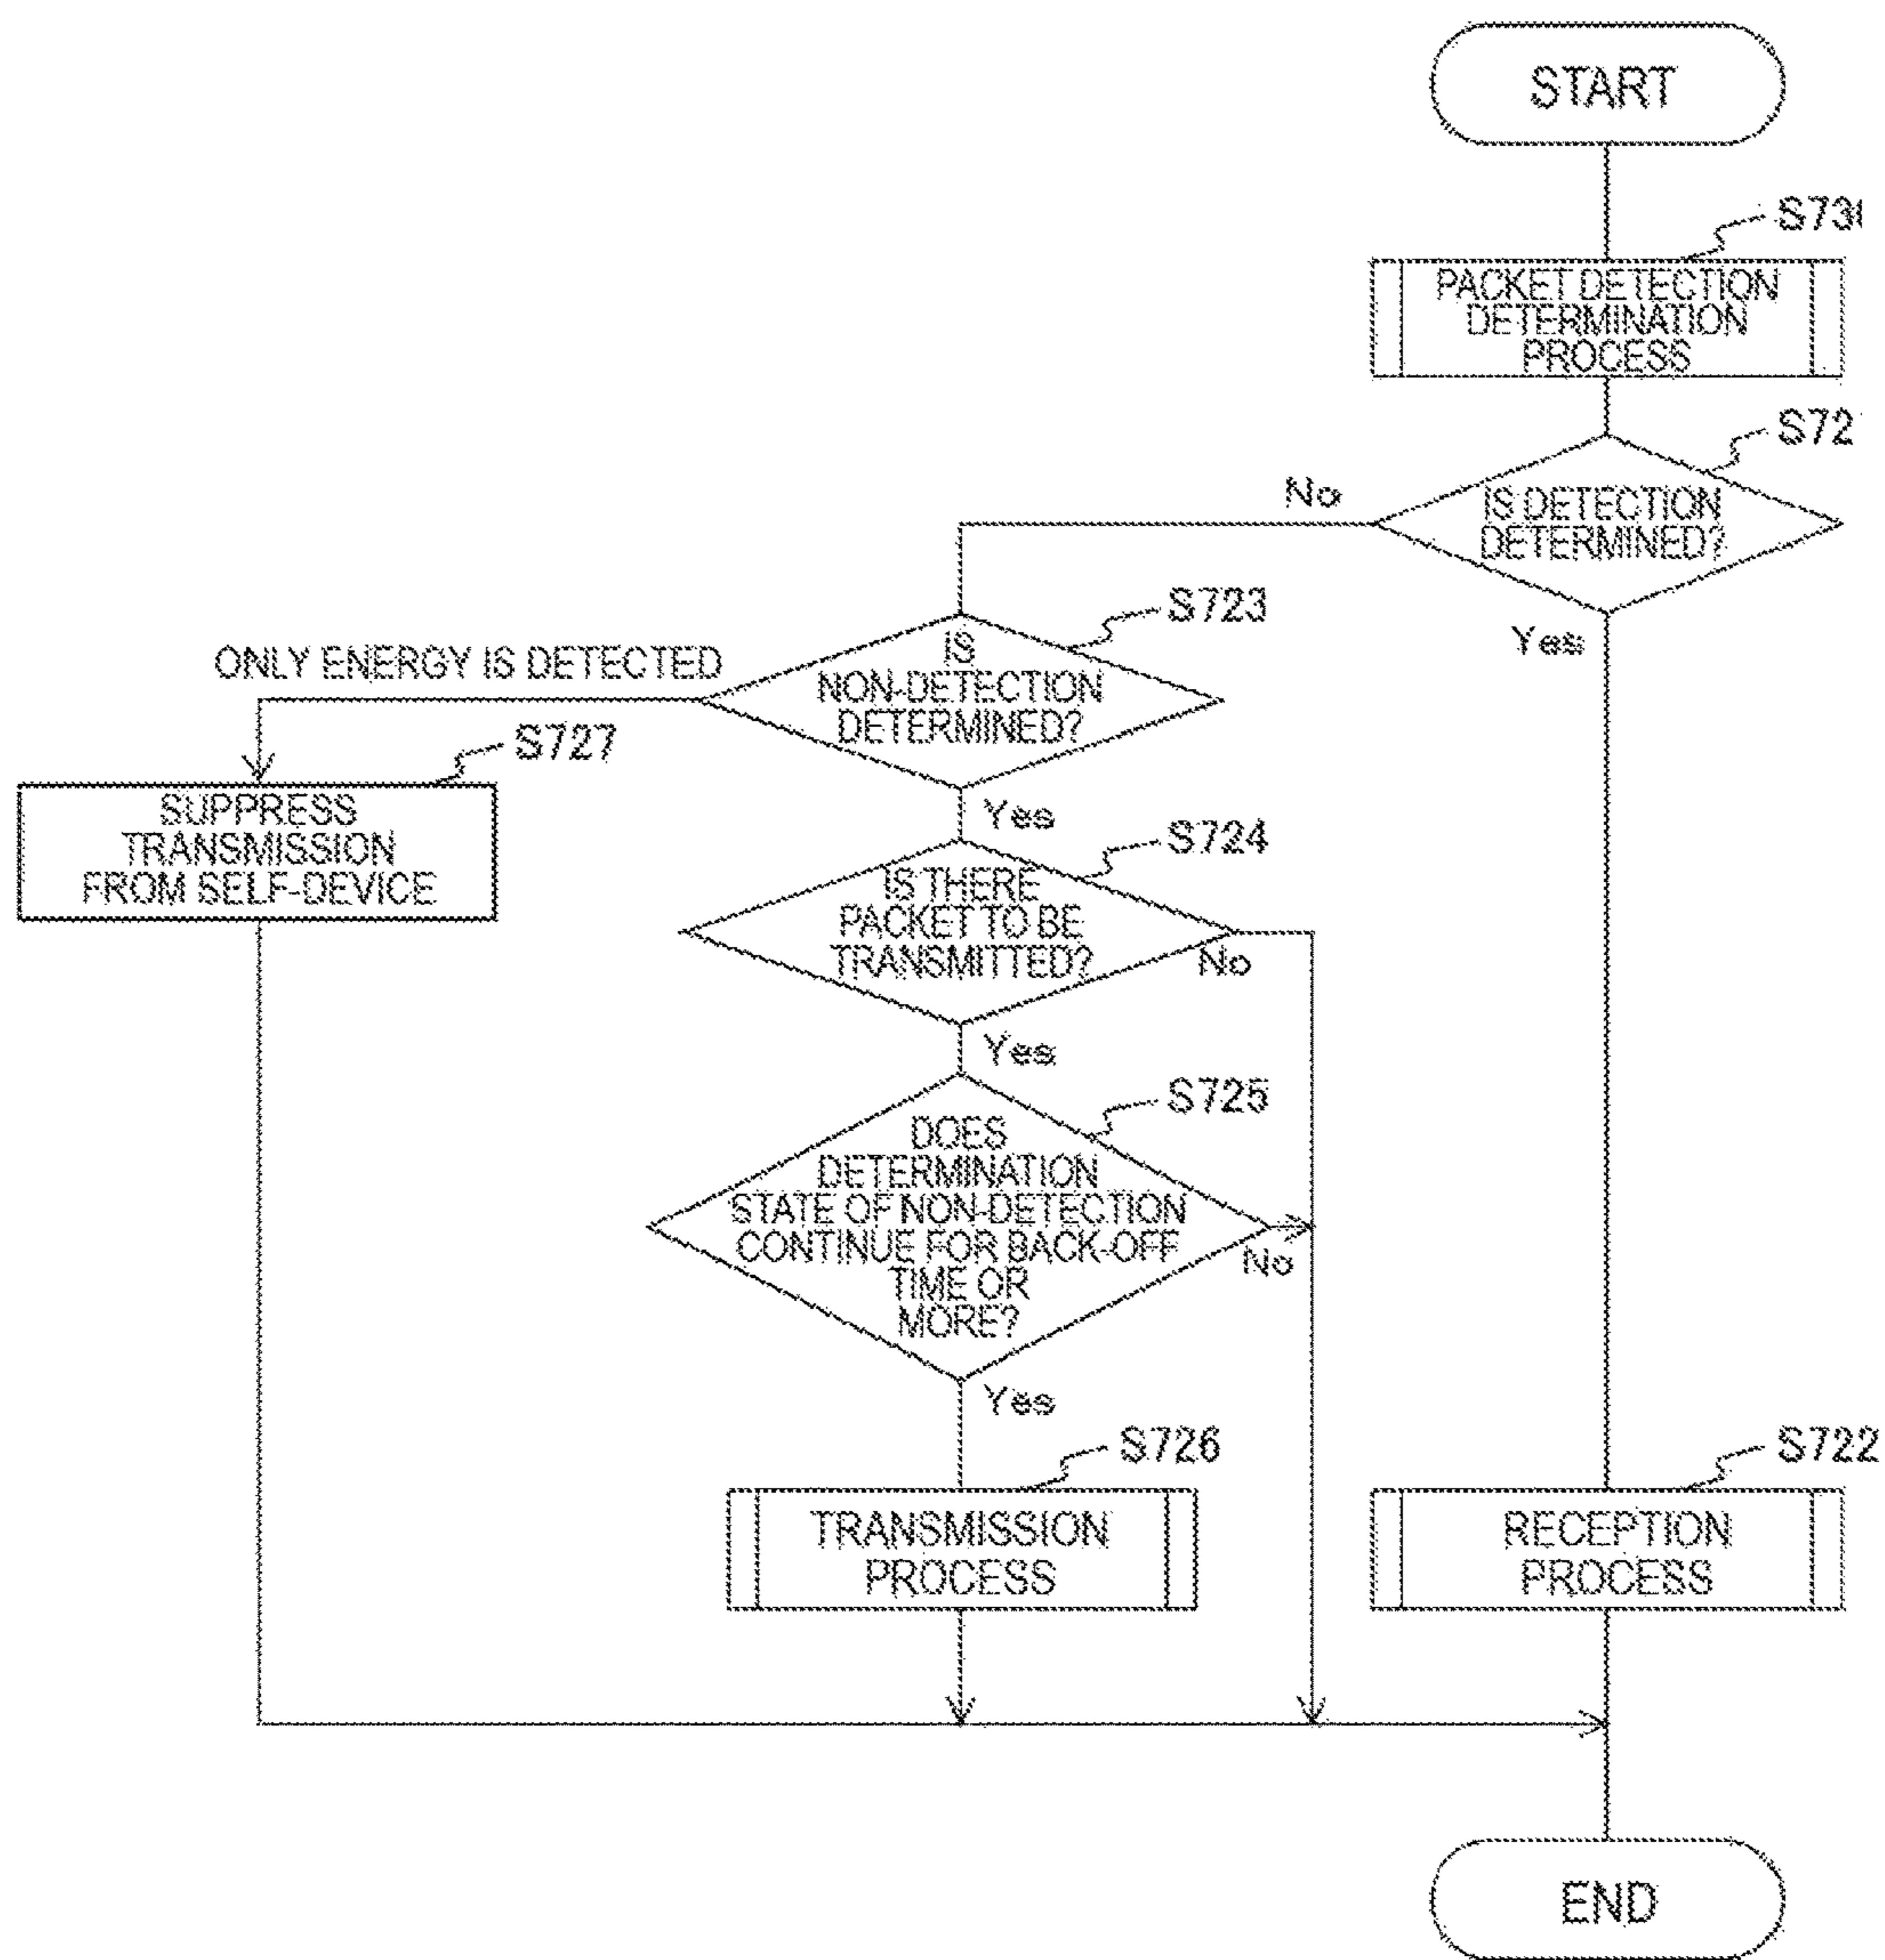 START
PACKET DETECTION
DETERMINATION
PROCESS
S72
No
IS DETECTION
DETERMINED?
Yes
S723
ONLY ENERGY IS DETECTED
IS
NON-DETECTION
DETERMINED?
S727
SUPPRESS
TRANSMISSION
FROM SELF-DEVICE
Yes
S724
IS THERE
PACKET TO BE
TRANSMITTED?
No
Yes
S725
DOES
DETERMINATION
STATE OF NON-DETECTION
CONTINUE FOR BACK-OFF
TIME OR
MORE?
No
Yes
S726
TRANSMISSION
PROCESS
S722
RECEPTION
PROCESS
END